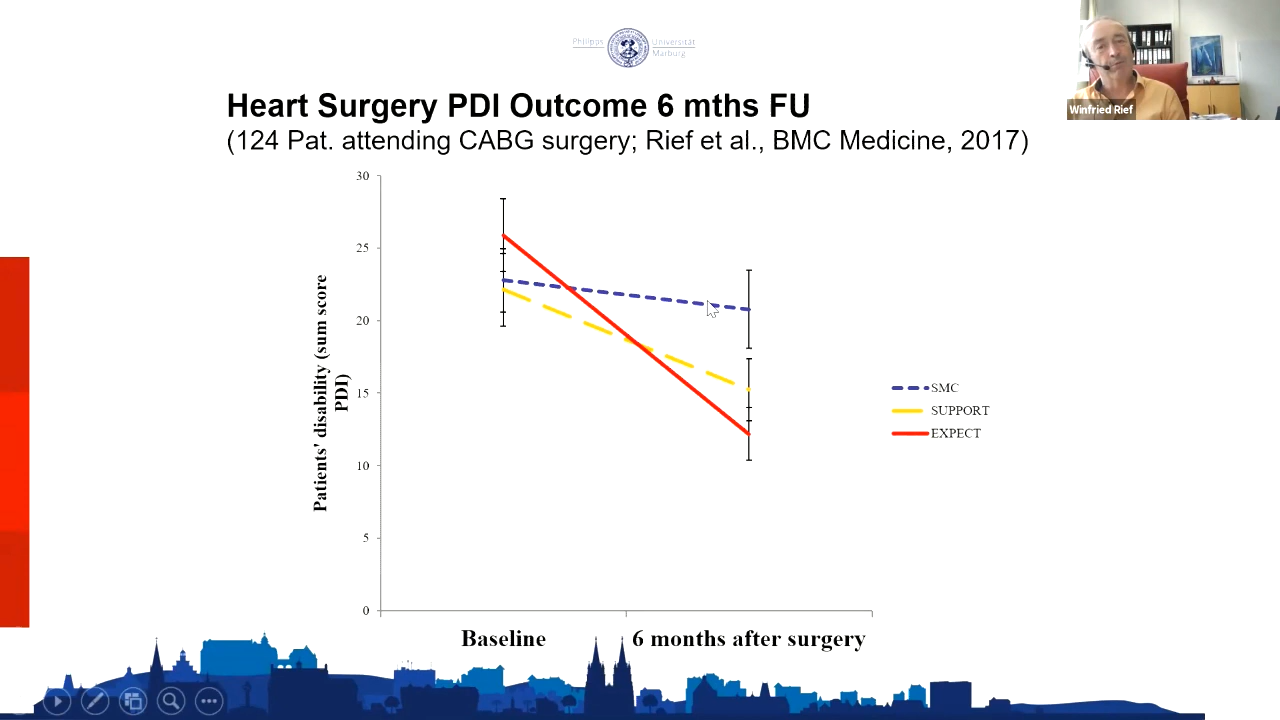 Philipps Universität
Marburg
Winfried Rief
Heart Surgery PDI Outcome 6 mths FU
(124 Pat. attending CABG surgery; Rief et al., BMC Medicine, 2017)
30
25
20
15
10
5
0
Patients' disability (sum score
PDI)
SMC
SUPPORT
EXPECT
Baseline
6 months after surgery